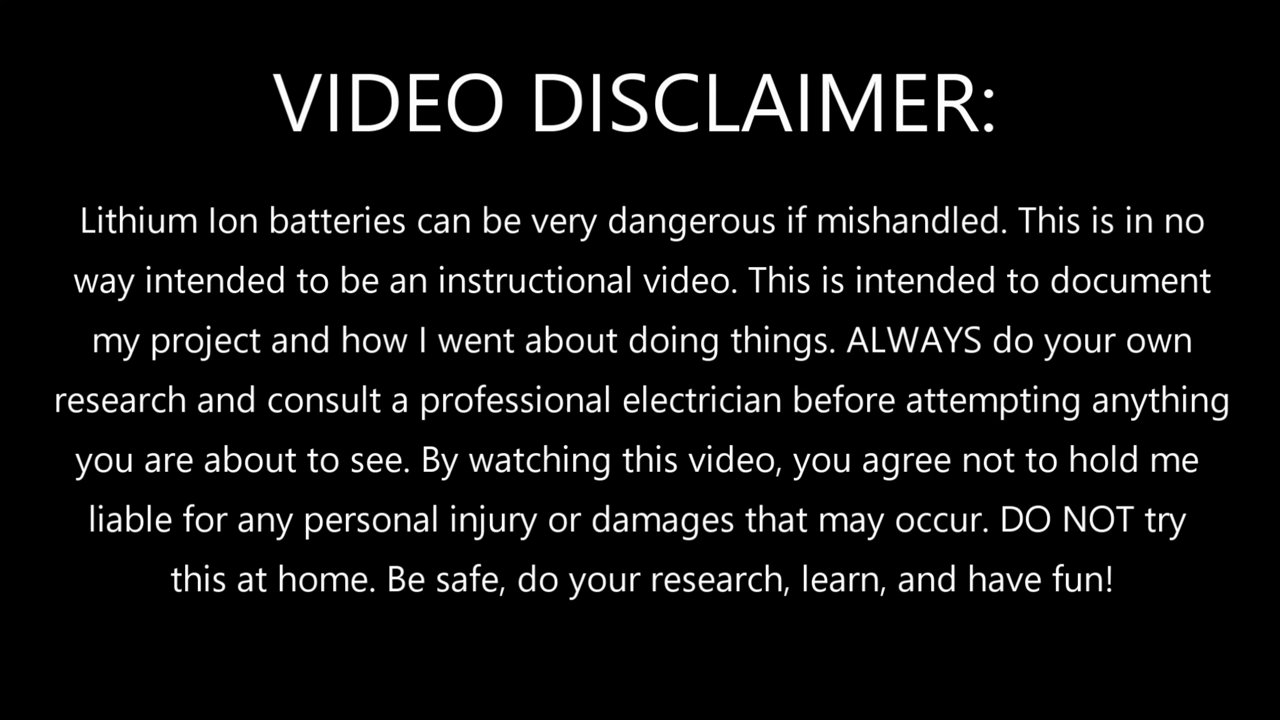 VIDEO DISCLAIMER:
Lithium Ion batteries can be very dangerous if mishandled. This is in no
way intended to be an instructional video. This is intended to document
my project and how I went about doing things. ALWAYS do your own
research and consult a professional electrician before attempting anything
you are about to see. By watching this video, you agree not to hold me
liable for any personal injury or damages that may occur. DO NOT try
this at home. Be safe, do your research, learn, and have fun!